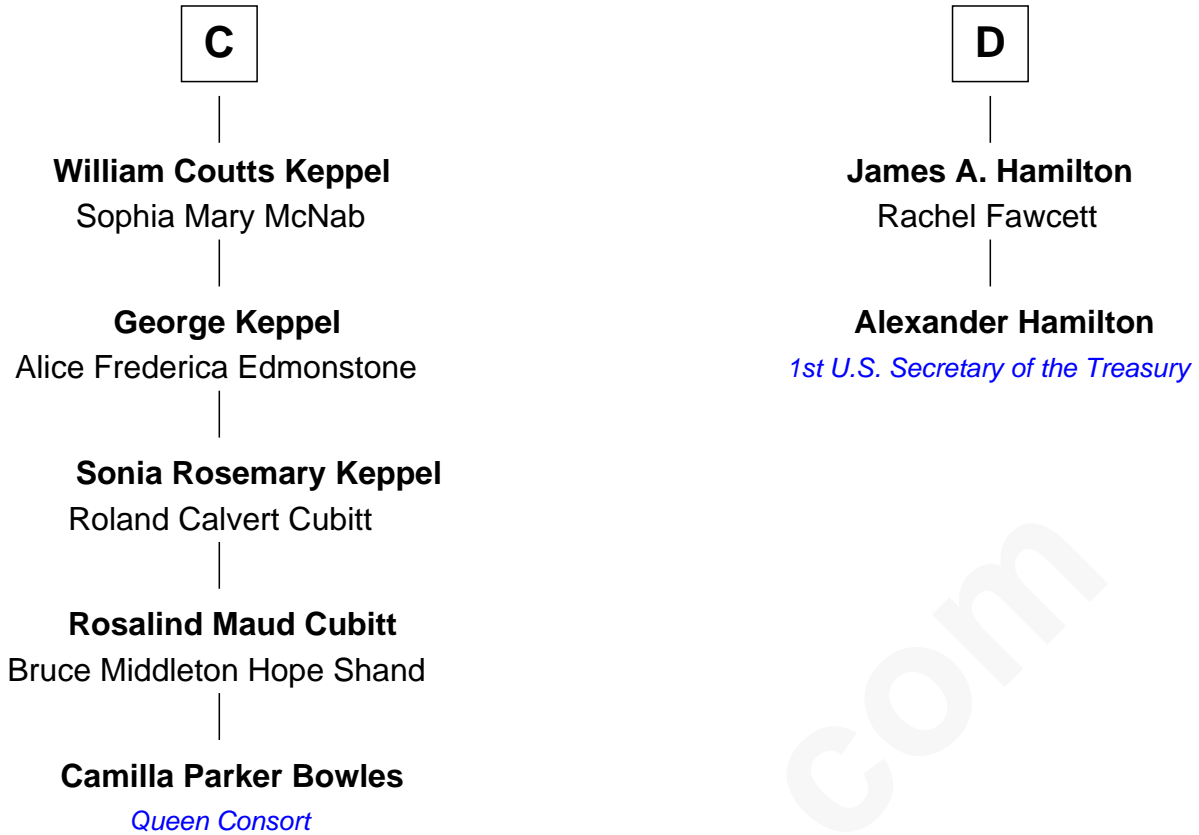 C
William Coutts Keppel
Sophia Mary McNab
George Keppel
Alice Frederica Edmonstone
Sonia Rosemary Keppel
Roland Calvert Cubitt
Rosalind Maud Cubitt
Bruce Middleton Hope Shand
Camilla Parker Bowles
Queen Consort
D
James A. Hamilton
Rachel Fawcett
Alexander Hamilton
1st U.S. Secretary of the Treasury
com